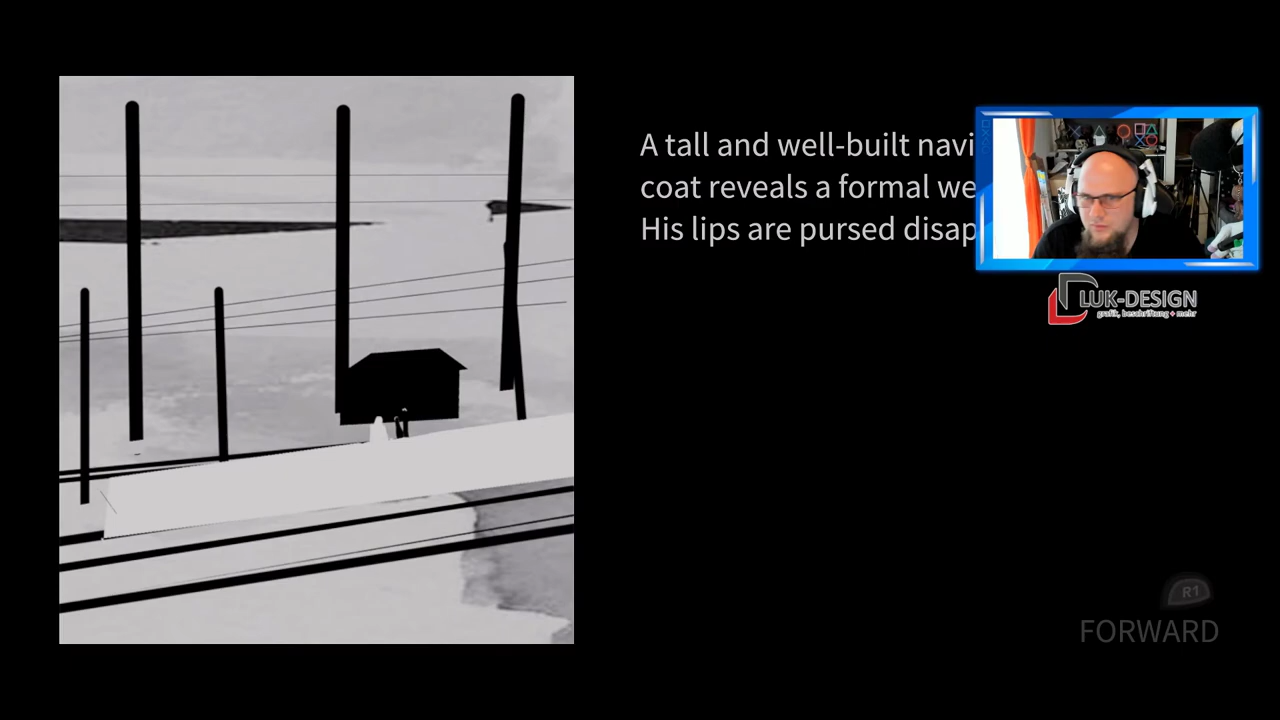 A tall and well-built navi
coat reveals a formal we
His lips are pursed disap
LUK-DESIGN
grafik, beschriftung + mehr
R1
FORWARD